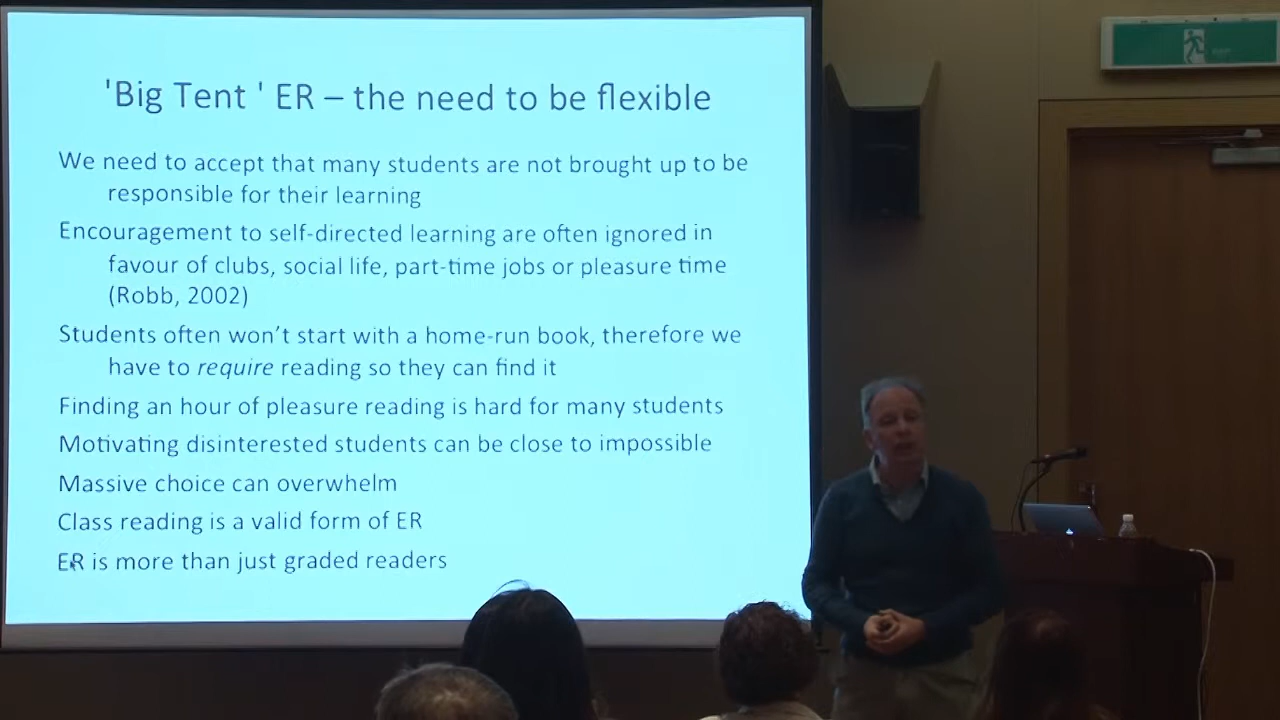 'Big Tent ' ER – the need to be flexible
We need to accept that many students are not brought up to be
responsible for their learning
Encouragement to self-directed learning are often ignored in
favour of clubs, social life, part-time jobs or pleasure time
(Robb, 2002)
Students often won't start with a home-run book, therefore we
have to require reading so they can find it
Finding an hour of pleasure reading is hard for many students
Motivating disinterested students can be close to impossible
Massive choice can overwhelm
Class reading is a valid form of ER
ER is more than just graded readers